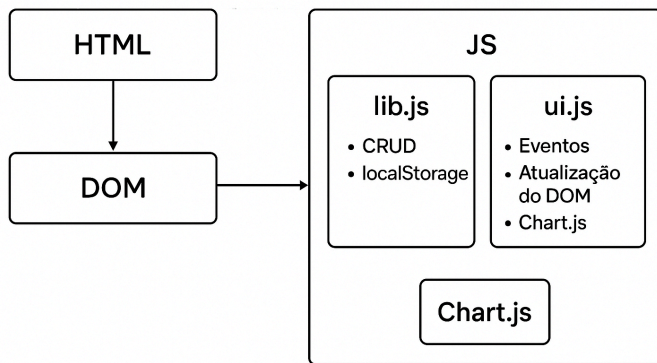 HTML
DOM
JS
lib.js
• CRUD
• localStorage
ui.js
• Eventos
• Atualização
do DOM
• Chart.js
Chart.js